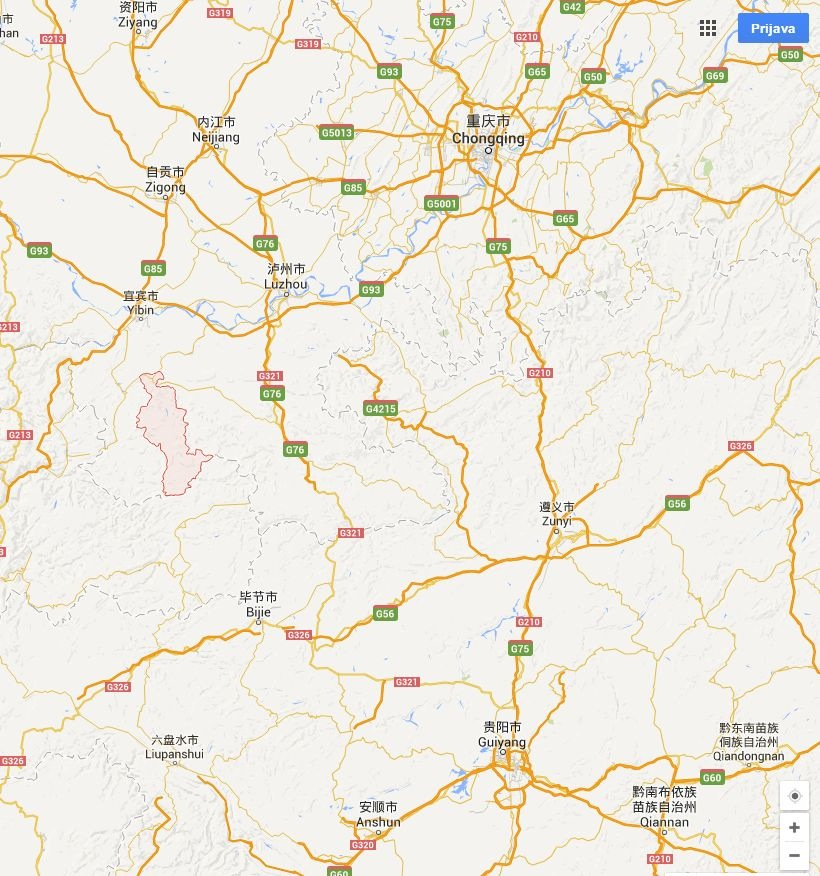 资阳市
Ziyang
G42
G75
G213
G319
G319
G210
Prijava
G50
G93
G65
G50
G69
内江市
Neijiang
重庆市
Chongqing
G5013
自贡市
Zigong
G85
G5001
G65
G93
G76
G75
G85
泸州市
Luzhou
G93
宜宾市
Yibin
G213
G321
G210
G76
G4215
G213
G76
G326
G56
遵义市
Zunyi
G321
毕节市
Bijie
G56
G210
G326
G75
G321
G326
贵阳市
Guiyang
黔东南苗族
侗族自治州
Qiandongnan
六盘水市
Liupanshui
G326
G60
黔南布依族
苗族自治州
Qiannan
安顺市
Anshun
G320
G210
G60